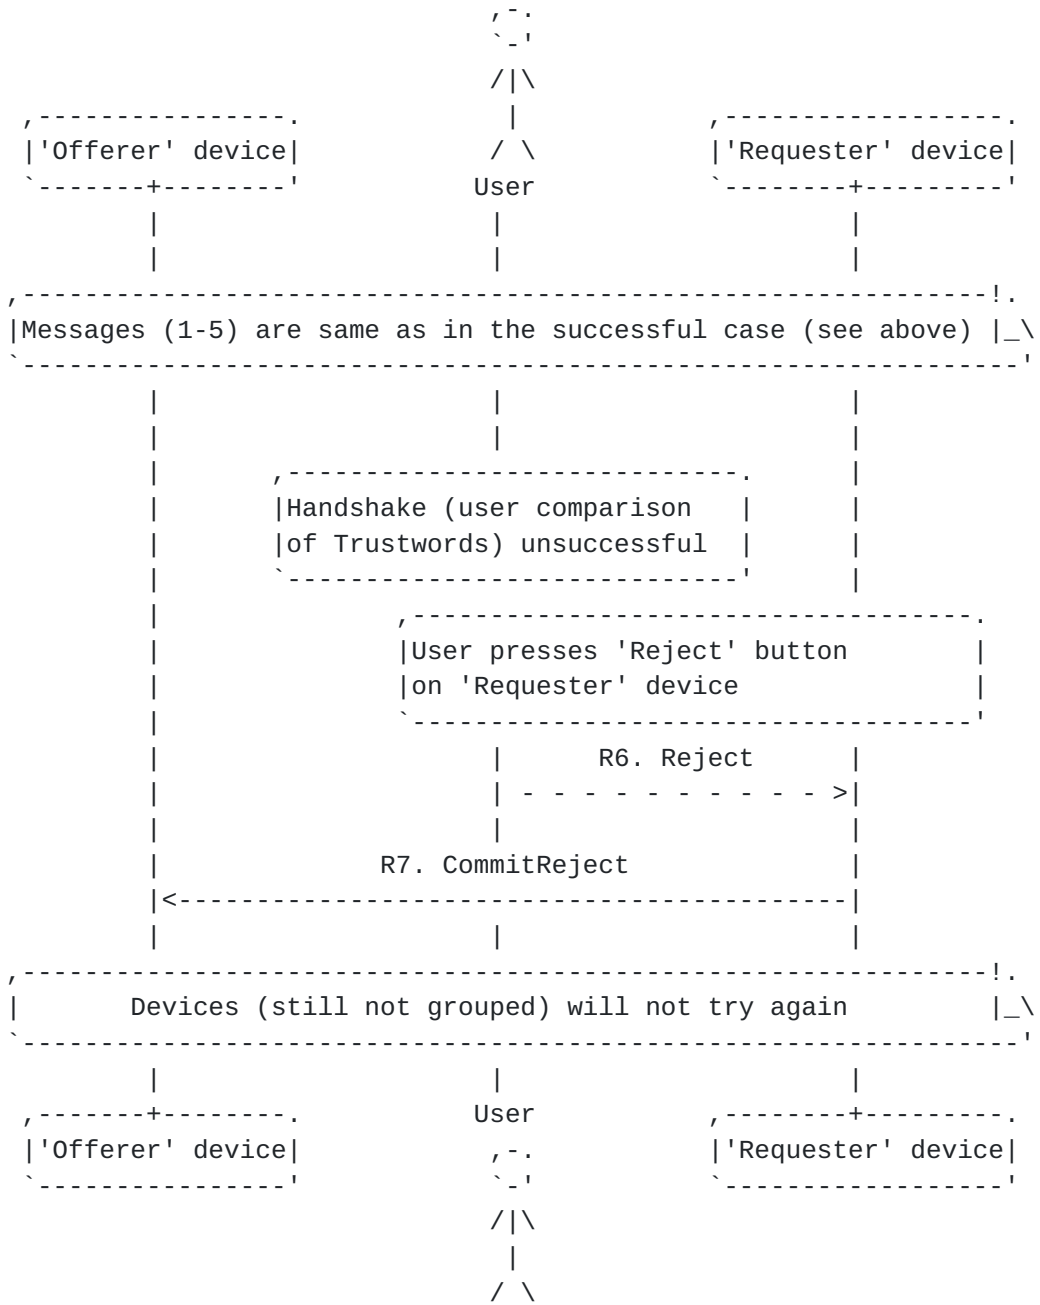 'Offerer' device
'Requester' device
User
Messages (1-5) are same as in the successful case (see above)
Handshake (user comparison
of Trustwords) unsuccessful
User presses 'Reject' button
on 'Requester' device
R6. Reject
R7. CommitReject
Devices (still not grouped) will not try again
User
'Offerer' device
'Requester' device